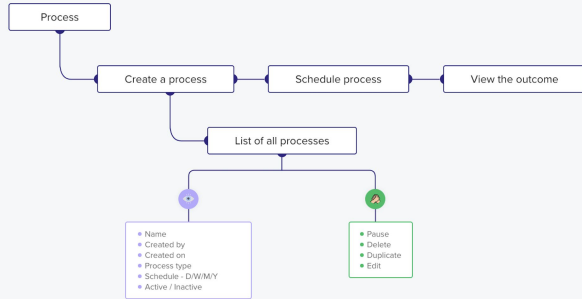 Process
Create a process
Schedule process
View the outcome
List of all processes
Name
Created by
Created on
Process type
Schedule - D/W/M/Y
Active / Inactive
Pause
Delete
Duplicate
Edit